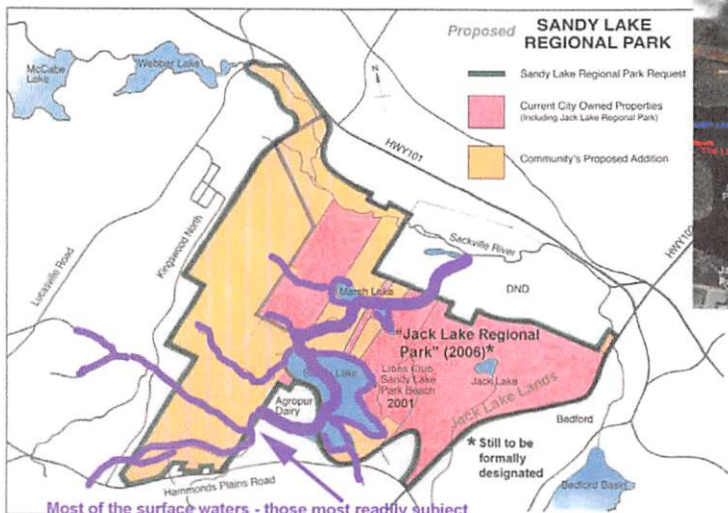 Proposed SANDY LAKE
REGIONAL PARK
Sandy Lake Regional Park Request
Current City Owned Properties
(Including Jack Lake Regional Park)
Community's Proposed Addition
McCabe
Lake
Webber Lake
N
HWY101
Lucasville Road
Kingswood North
Sackville River
DND
HWY10
Marsh Lake
"Jack Lake Regional
Park" (2006)*
Lake
Lions Club
Sandy Lake
Park Beach
2001
Jack Lake
Jack Lake Lands
Agropur
Dairy
Bedford
* Still to be
formally
designated
Hammonds Plains Road
Bedford Basin
Most of the surface waters - those most readily subject